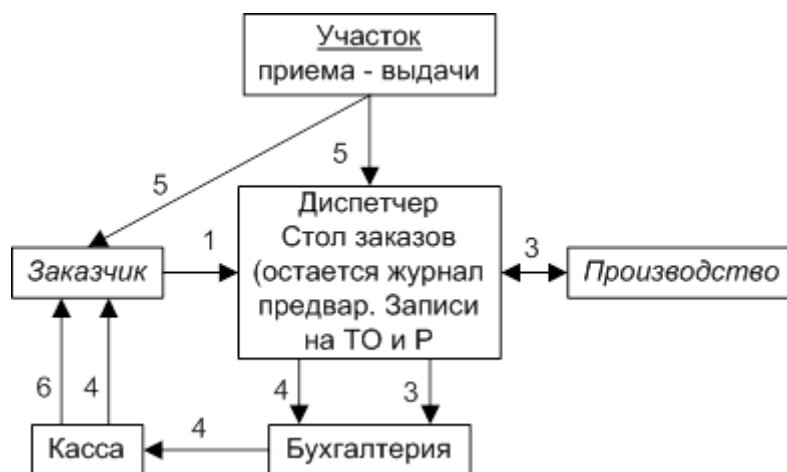 Участок
приема - выдачи
5
5
Диспетчер
Стол заказов
(остается журнал
предвар. Записи
на ТО и Р
1
Заказчик
3
Производство
6
4
4
3
Касса
4
Бухгалтерия